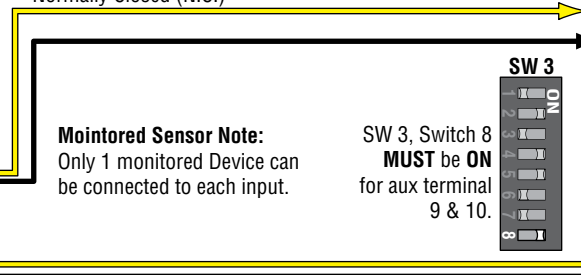 Normally Closed (N.C.)
SW 3
ON
1
2
3
4
5
6
7
8
Mointored Sensor Note:
Only 1 monitored Device can
be connected to each input.
SW 3, Switch 8
MUST be ON
for aux terminal
9 & 10.